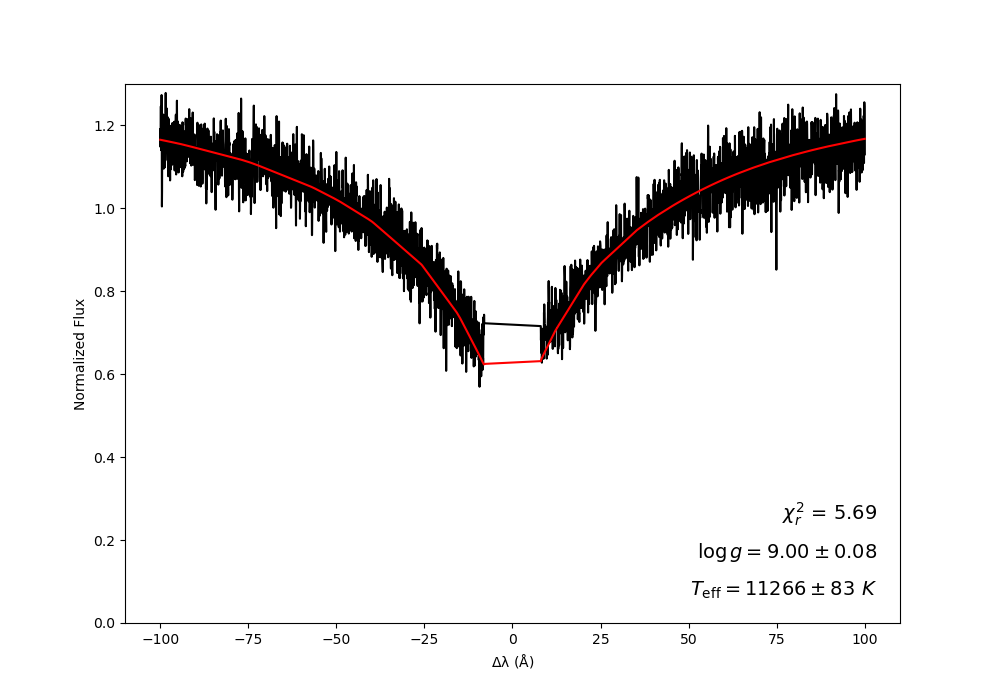 1.2
1.0
0.8
0.6
0.4
0.2
0.0
Normalized Flux
χ²ᵣ = 5.69
log g = 9.00 ± 0.08
T_eff = 11266 ± 83 K
−100 −75 −50 −25 0 25 50 75 100
Δλ (Å)